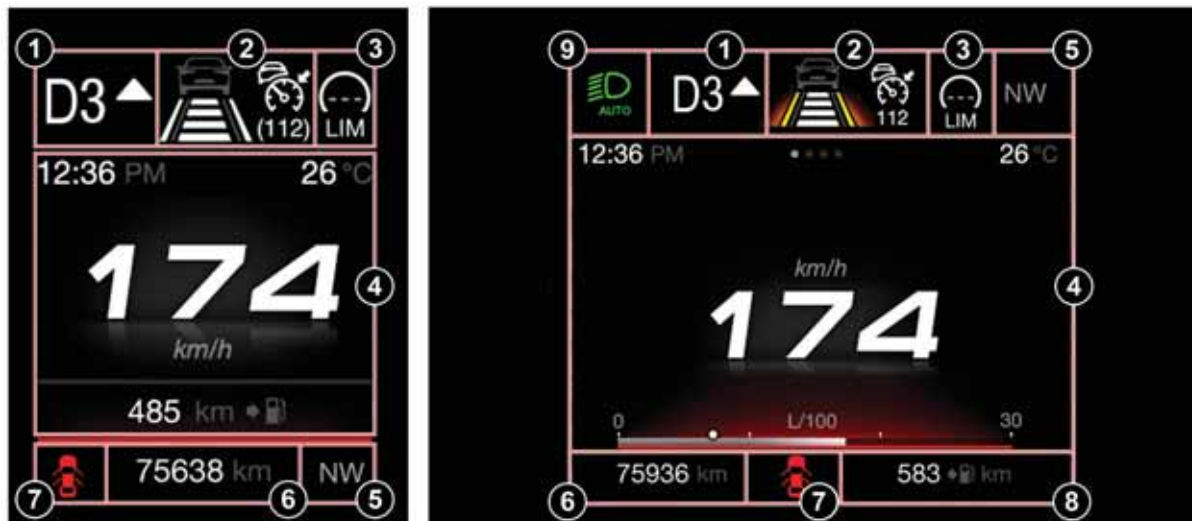 1 2 3
D3 (112) LIM
12:36 PM 26 °C
174
km/h
4
485 km
75638 km NW
7 6 5
9 1 2 3 5
AUTO D3 112 LIM NW
12:36 PM 26 °C
km/h
174
4
0 L/100 30
75936 km 583 km
6 7 8